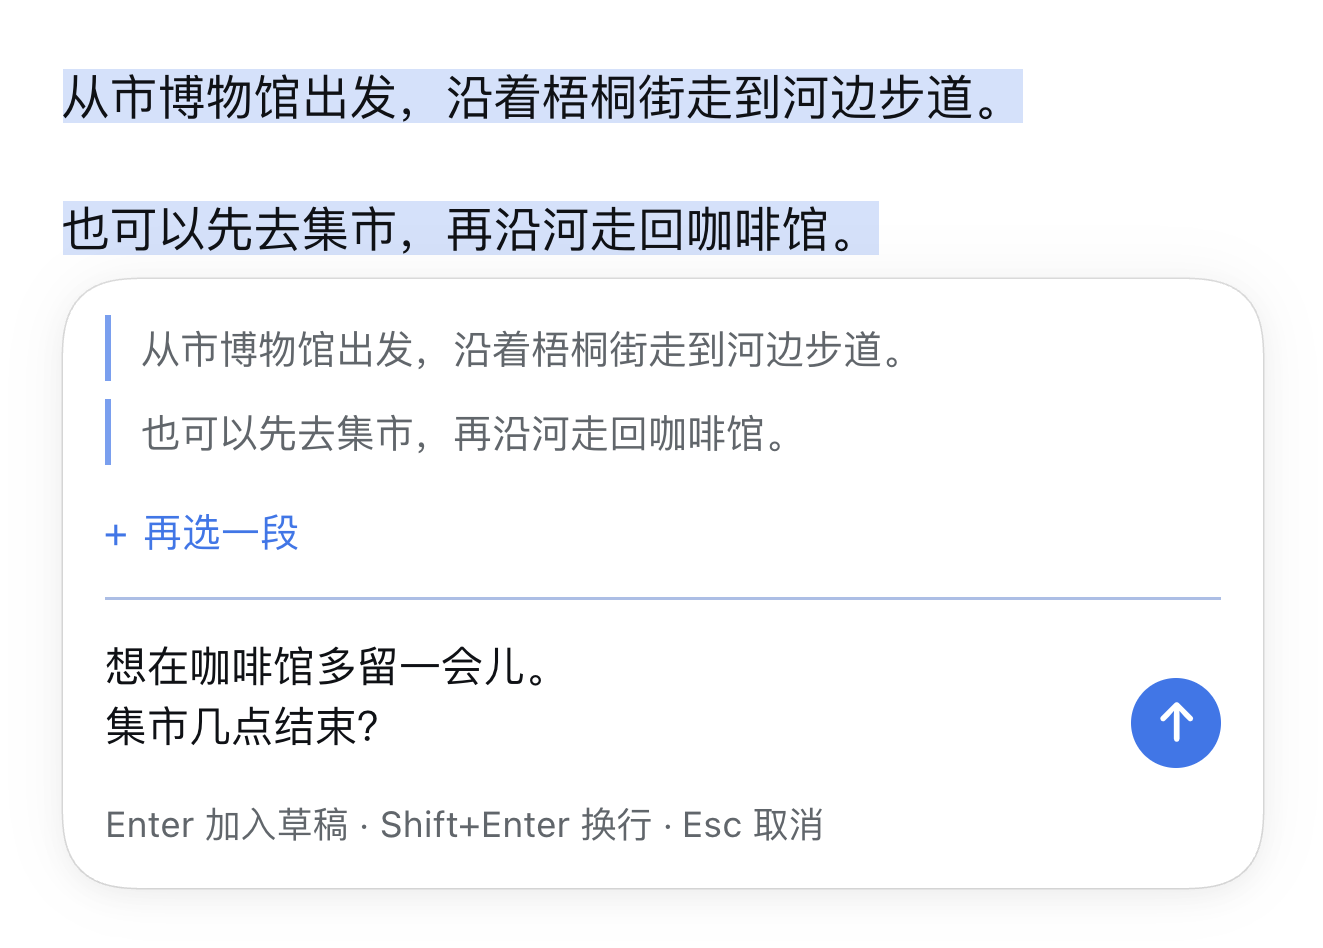 从市博物馆出发，沿着梧桐街走到河边步道。
也可以先去集市，再沿河走回咖啡馆。
从市博物馆出发，沿着梧桐街走到河边步道。
也可以先去集市，再沿河走回咖啡馆。
+ 再选一段
想在咖啡馆多留一会儿。
集市几点结束？
Enter 加入草稿 · Shift+Enter 换行 · Esc 取消